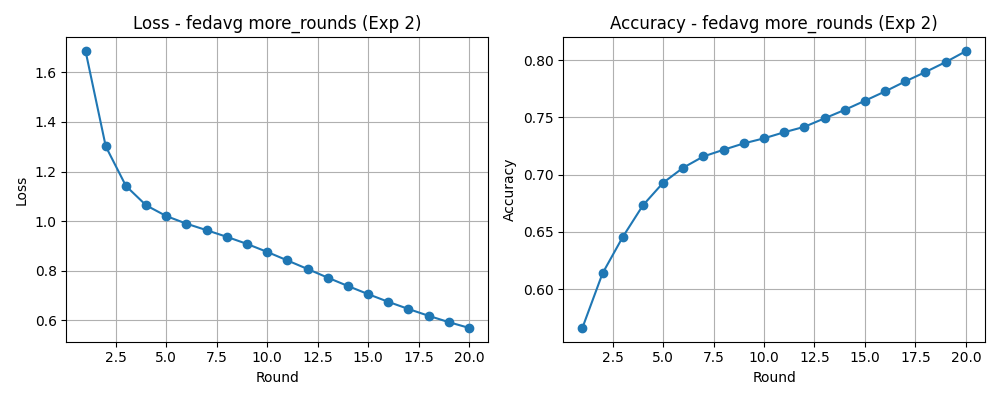 Loss - fedavg more_rounds (Exp 2)
Loss
1.6
1.4
1.2
1.0
0.8
0.6
2.5 5.0 7.5 10.0 12.5 15.0 17.5 20.0
Round
Accuracy - fedavg more_rounds (Exp 2)
Accuracy
0.80
0.75
0.70
0.65
0.60
2.5 5.0 7.5 10.0 12.5 15.0 17.5 20.0
Round